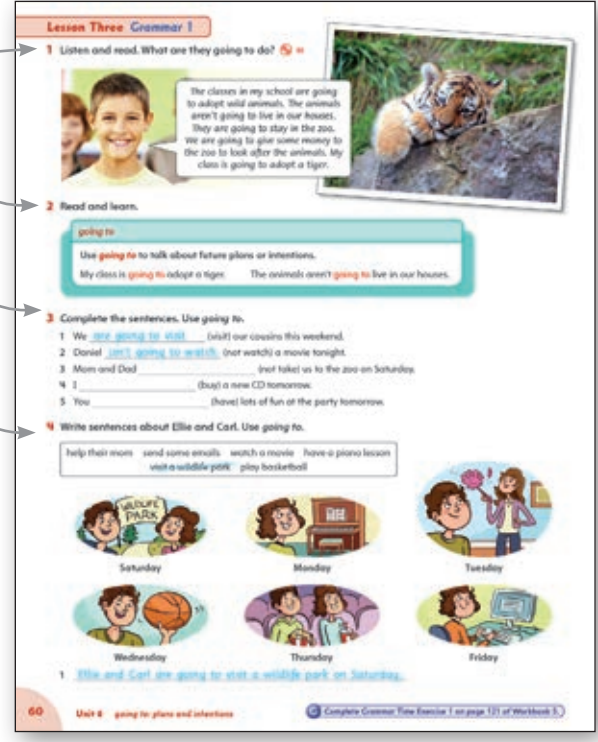 Lesson Three Grammar 1
1 Listen and read. What are they going to do?
The classes in my school are going
to adopt wild animals. The animals
aren't going to live in our houses.
They are going to stay in the zoo.
We are going to give some money to
the zoo to look after the animals. My
class is going to adopt a tiger.
2 Read and learn.
going to
Use going to to talk about future plans or intentions.
My class is going to adopt a tiger. The animals aren't going to live in our houses.
3 Complete the sentences. Use going to.
1 We are going to visit (visit) our cousins this weekend.
2 Daniel isn't going to watch (not watch) a movie tonight.
3 Mom and Dad ____ (not take) us to the zoo on Saturday.
4 I ____ (buy) a new CD tomorrow.
5 You ____ (have) lots of fun at the party tomorrow.
4 Write sentences about Ellie and Carl. Use going to.
help their mom send some emails watch a movie have a piano lesson
visit a wildlife park play basketball
WILDLIFE
PARK
Saturday Monday Tuesday
Wednesday Thursday Friday
1 Ellie and Carl are going to visit a wildlife park on Saturday.
60 Unit 8 going to: plans and intentions Complete Grammar Time Exercise 1 on page 121 of Workbook 5.